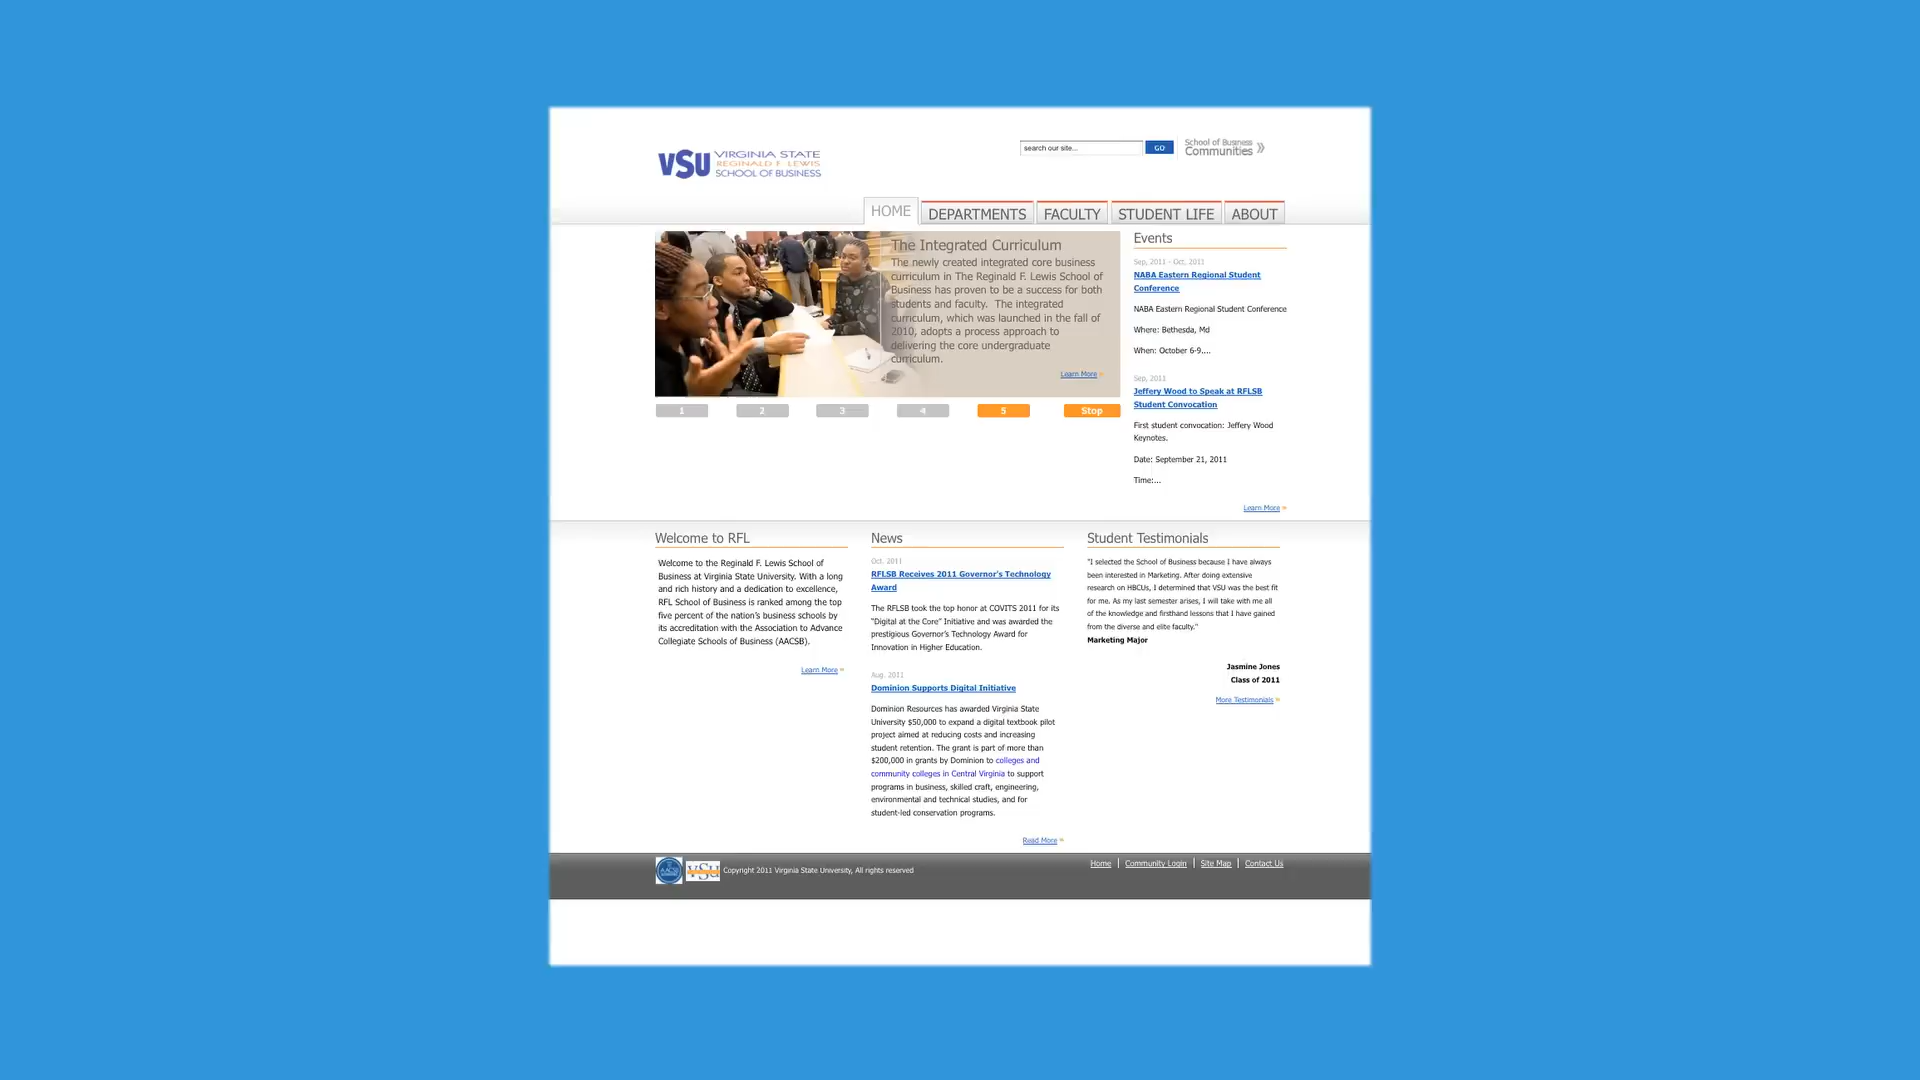 VSU VIRGINIA STATE
REGINALD F. LEWIS
SCHOOL OF BUSINESS
search our site...
GO
School of Business
Communities »
HOME
DEPARTMENTS
FACULTY
STUDENT LIFE
ABOUT
The Integrated Curriculum
The newly created integrated core business
curriculum in The Reginald F. Lewis School of
Business has proven to be a success for both
students and faculty. The integrated
curriculum, which was launched in the fall of
2010, adopts a process approach to
delivering the core undergraduate
curriculum.
Learn More »
1
2
3
4
5
Stop
Events
Sep, 2011 - Oct, 2011
NABA Eastern Regional Student
Conference
NABA Eastern Regional Student Conference
Where: Bethesda, Md
When: October 6-9....
Sep, 2011
Jeffery Wood to Speak at RFLSB
Student Convocation
First student convocation: Jeffery Wood
Keynotes.
Date: September 21, 2011
Time:...
Learn More »
Welcome to RFL
Welcome to the Reginald F. Lewis School of
Business at Virginia State University. With a long
and rich history and a dedication to excellence,
RFL School of Business is ranked among the top
five percent of the nation's business schools by
its accreditation with the Association to Advance
Collegiate Schools of Business (AACSB).
Learn More »
News
Oct. 2011
RFLSB Receives 2011 Governor's Technology
Award
The RFLSB took the top honor at COVITS 2011 for its
"Digital at the Core" Initiative and was awarded the
prestigious Governor's Technology Award for
Innovation in Higher Education.
Aug. 2011
Dominion Supports Digital Initiative
Dominion Resources has awarded Virginia State
University $50,000 to expand a digital textbook pilot
project aimed at reducing costs and increasing
student retention. The grant is part of more than
$200,000 in grants by Dominion to colleges and
community colleges in Central Virginia to support
programs in business, skilled craft, engineering,
environmental and technical studies, and for
student-led conservation programs.
Read More »
Student Testimonials
"I selected the School of Business because I have always
been interested in Marketing. After doing extensive
research on HBCUs, I determined that VSU was the best fit
for me. As my last semester arises, I will take with me all
of the knowledge and firsthand lessons that I have gained
from the diverse and elite faculty."
Marketing Major
Jasmine Jones
Class of 2011
More Testimonials »
AACSB
VSU
Copyright 2011 Virginia State University, All rights reserved
Home | Community Login | Site Map | Contact Us